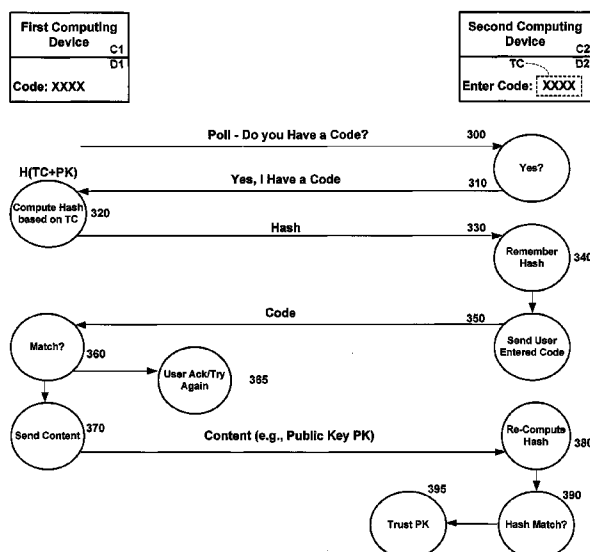 First Computing
Device
C1
D1
Code: XXXX
Second Computing
Device
C2
TC
D2
Enter Code: XXXX
Poll - Do you Have a Code?
300
Yes?
Yes, I Have a Code
310
H(TC+PK)
Compute Hash
based on TC
320
Hash
330
Remember
Hash
340
Code
350
Send User
Entered Code
Match?
360
User Ack/Try
Again
365
Send Content
370
Content (e.g., Public Key PK)
Re-Compute
Hash
380
395
390
Trust PK
Hash Match?